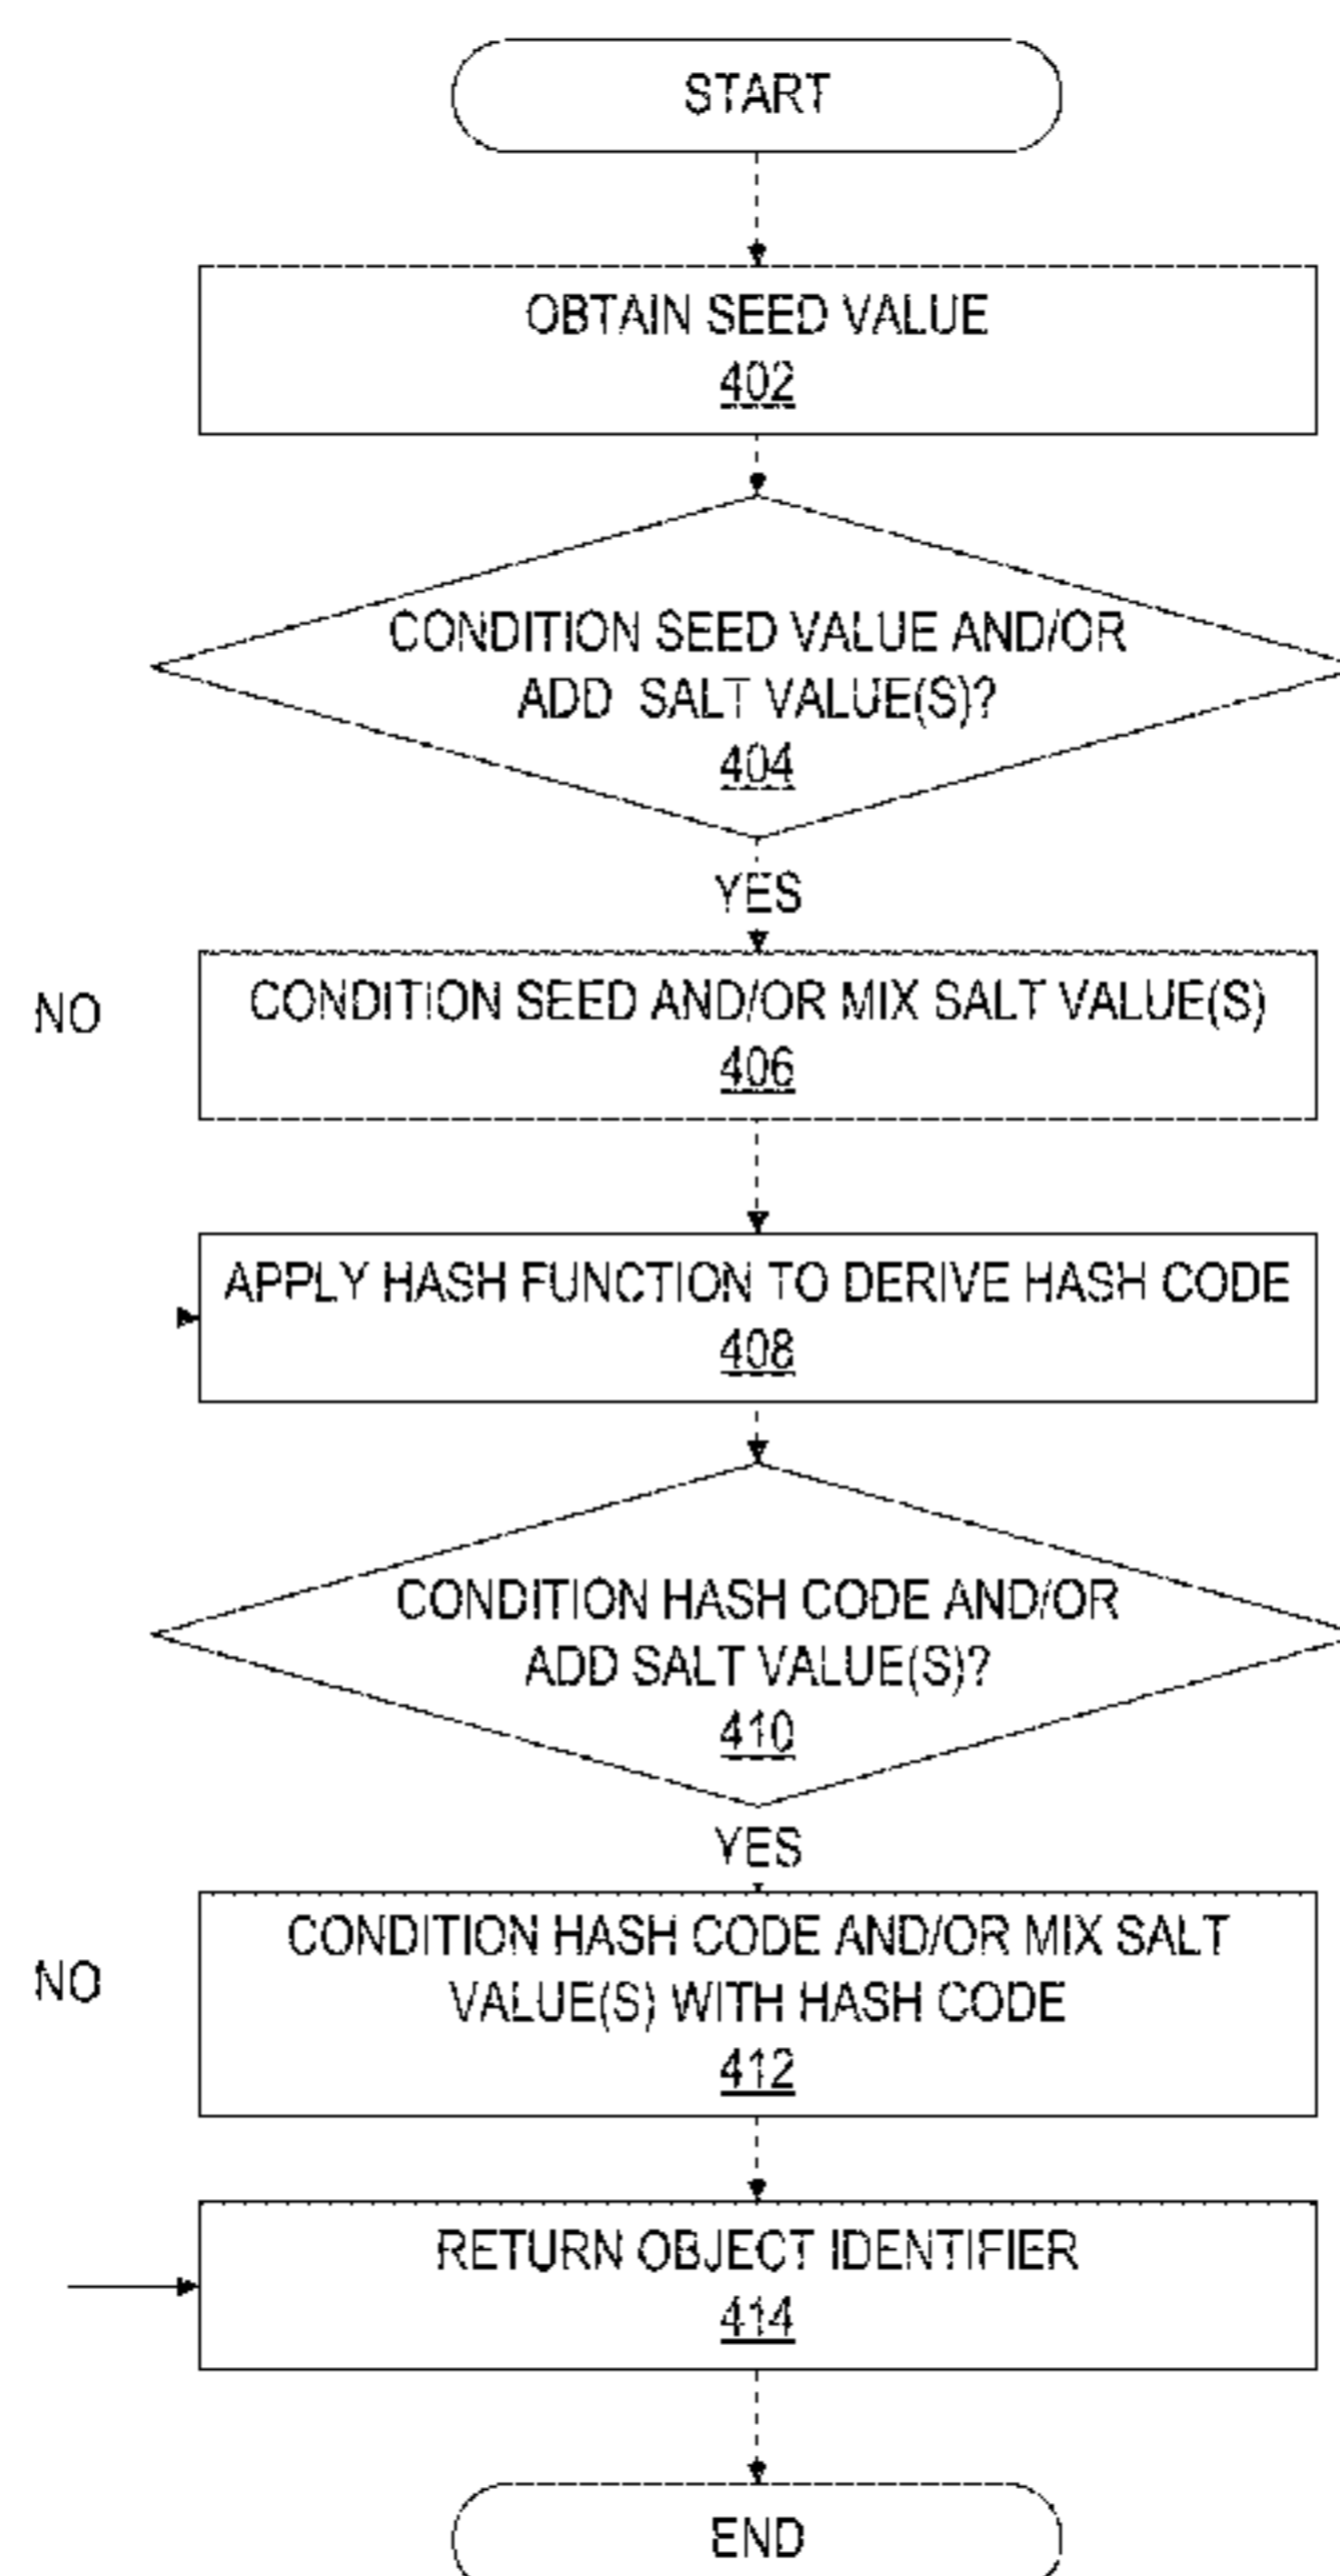 START
OBTAIN SEED VALUE
402
CONDITION SEED VALUE AND/OR
ADD SALT VALUE(S)?
404
YES
NO
CONDITION SEED AND/OR MIX SALT VALUE(S)
406
APPLY HASH FUNCTION TO DERIVE HASH CODE
408
CONDITION HASH CODE AND/OR
ADD SALT VALUE(S)?
410
YES
NO
CONDITION HASH CODE AND/OR MIX SALT
VALUE(S) WITH HASH CODE
412
RETURN OBJECT IDENTIFIER
414
END